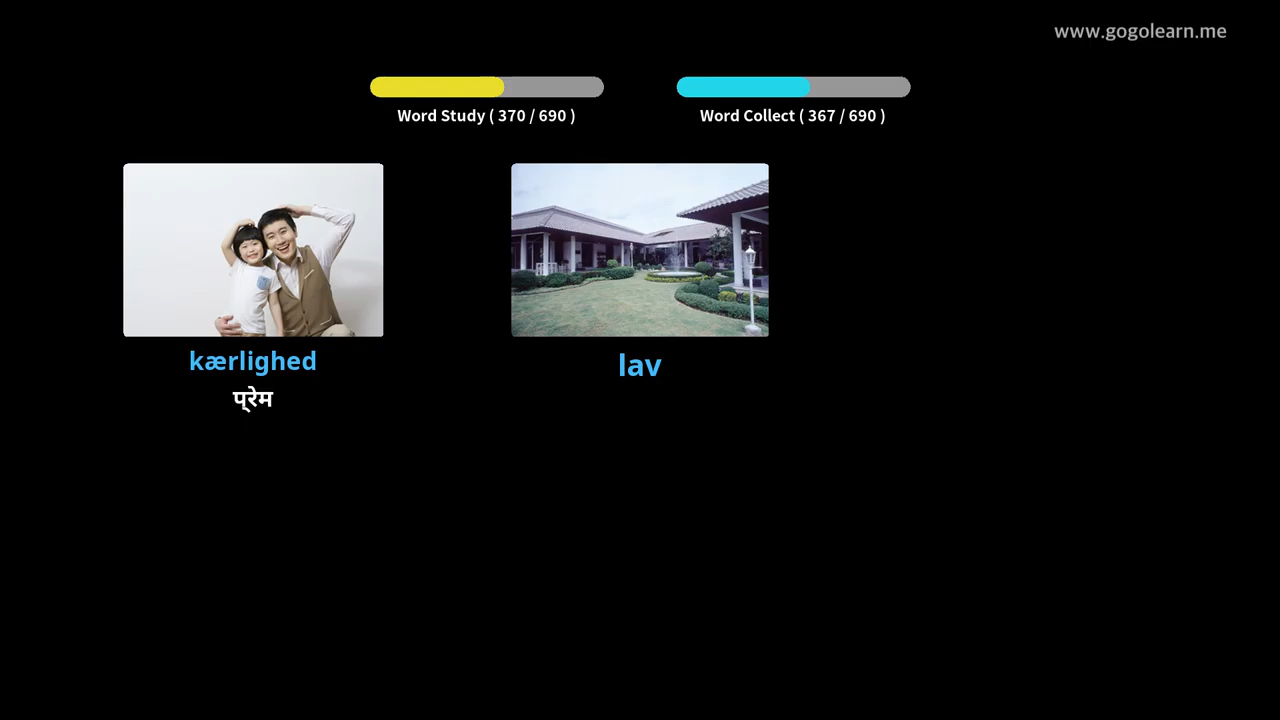 www.gogolearn.me
Word Study ( 370 / 690 )
Word Collect ( 367 / 690 )
kærlighed
lav
प्रेम